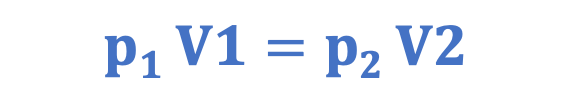 p₁ V1 = p₂ V2